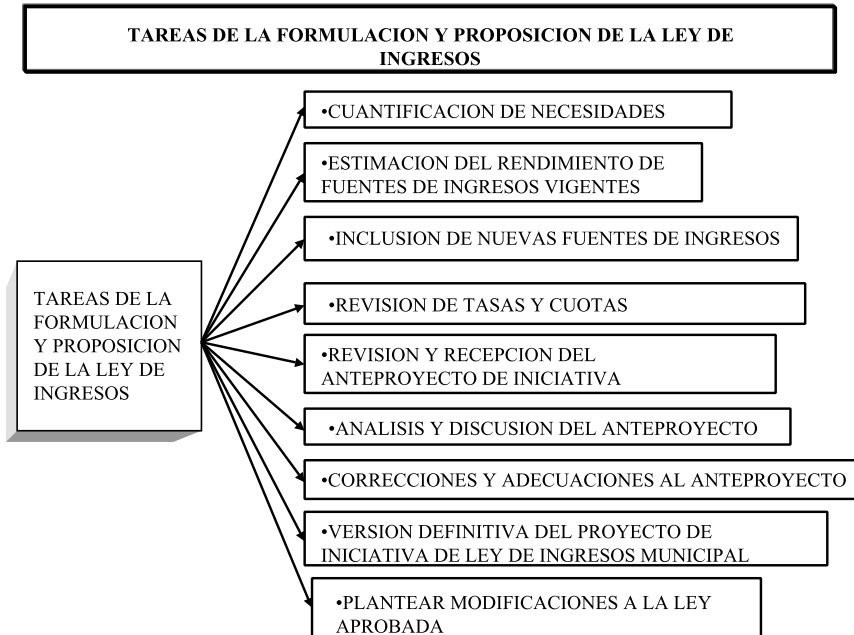 TAREAS DE LA FORMULACION Y PROPOSICION DE LA LEY DE
INGRESOS
TAREAS DE LA
FORMULACION
Y PROPOSICION
DE LA LEY DE
INGRESOS
•CUANTIFICACION DE NECESIDADES
•ESTIMACION DEL RENDIMIENTO DE
FUENTES DE INGRESOS VIGENTES
•INCLUSION DE NUEVAS FUENTES DE INGRESOS
•REVISION DE TASAS Y CUOTAS
•REVISION Y RECEPCION DEL
ANTEPROYECTO DE INICIATIVA
•ANALISIS Y DISCUSION DEL ANTEPROYECTO
•CORRECCIONES Y ADECUACIONES AL ANTEPROYECTO
•VERSION DEFINITIVA DEL PROYECTO DE
INICIATIVA DE LEY DE INGRESOS MUNICIPAL
•PLANTEAR MODIFICACIONES A LA LEY
APROBADA